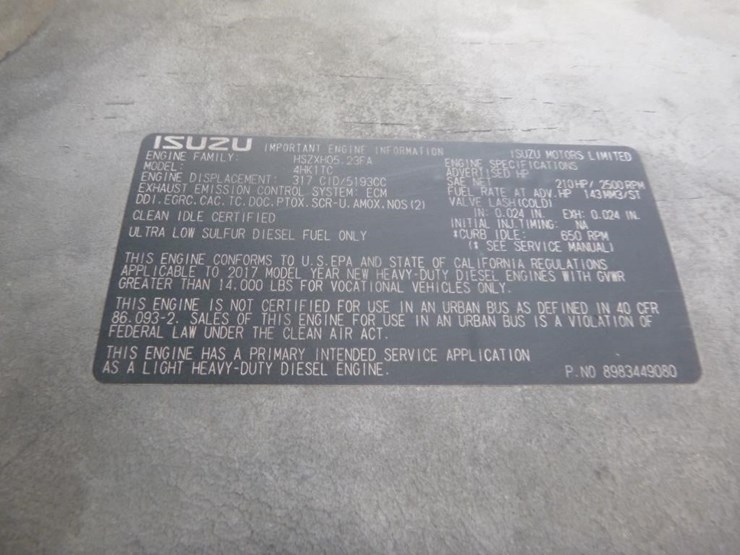 ISUZU IMPORTANT ENGINE INFORMATION ISUZU MOTORS LIMITED
ENGINE FAMILY: HSZXH05.23FA
MODEL: 4HK1TC
ENGINE DISPLACEMENT: 317 CID/5193CC
EXHAUST EMISSION CONTROL SYSTEM: ECM
DDI.EGRC.CAC.TC.DOC.PTOX.SCR-U.AMOX.NOS(2)
CLEAN IDLE CERTIFIED
ULTRA LOW SULFUR DIESEL FUEL ONLY
ENGINE SPECIFICATIONS
ADVERTISED HP
SAE NET 210HP/ 2500RPM
FUEL RATE AT ADV.HP 143MM3/ST
VALVE LASH(COLD)
IN: 0.024 IN. EXH: 0.024 IN.
INITIAL INJ.TIMING: NA
*CURB IDLE: 650 RPM
(* SEE SERVICE MANUAL)
THIS ENGINE CONFORMS TO U.S.EPA AND STATE OF CALIFORNIA REGULATIONS
APPLICABLE TO 2017 MODEL YEAR NEW HEAVY-DUTY DIESEL ENGINES WITH GVWR
GREATER THAN 14.000 LBS FOR VOCATIONAL VEHICLES ONLY.
THIS ENGINE IS NOT CERTIFIED FOR USE IN AN URBAN BUS AS DEFINED IN 40 CFR
86.093-2. SALES OF THIS ENGINE FOR USE IN AN URBAN BUS IS A VIOLATION OF
FEDERAL LAW UNDER THE CLEAN AIR ACT.
THIS ENGINE HAS A PRIMARY INTENDED SERVICE APPLICATION
AS A LIGHT HEAVY-DUTY DIESEL ENGINE.
P.NO 8983449080